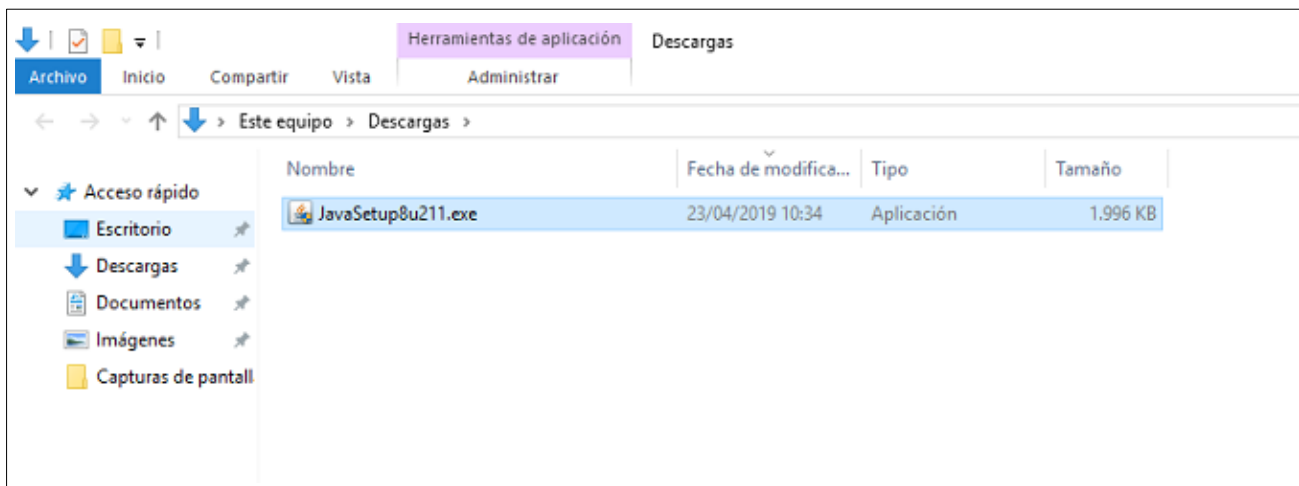 Herramientas de aplicación Descargas
Archivo Inicio Compartir Vista Administrar
Este equipo > Descargas >
Nombre Fecha de modifica... Tipo Tamaño
Acceso rápido
JavaSetup8u211.exe 23/04/2019 10:34 Aplicación 1.996 KB
Escritorio
Descargas
Documentos
Imágenes
Capturas de pantall